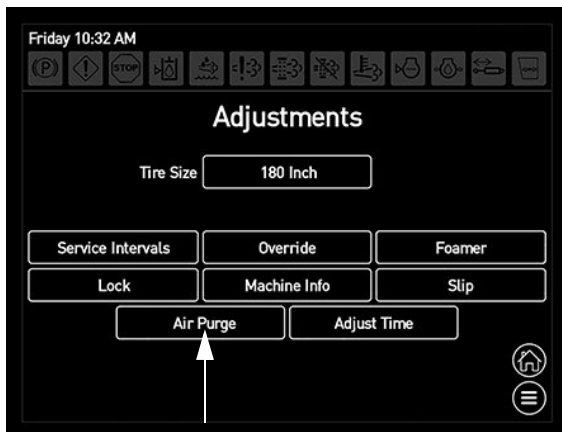 Friday 10:32 AM
(P) STOP
Adjustments
Tire Size 180 Inch
Service Intervals Override Foamer
Lock Machine Info Slip
Air Purge Adjust Time